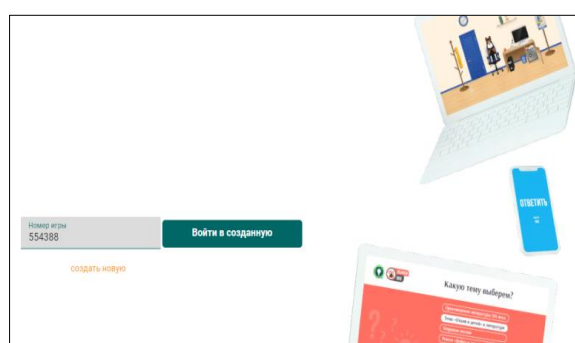 ОТВЕТИТЬ
Номер игры
554388
Войти в созданную
создать новую
Какую тему выберем?